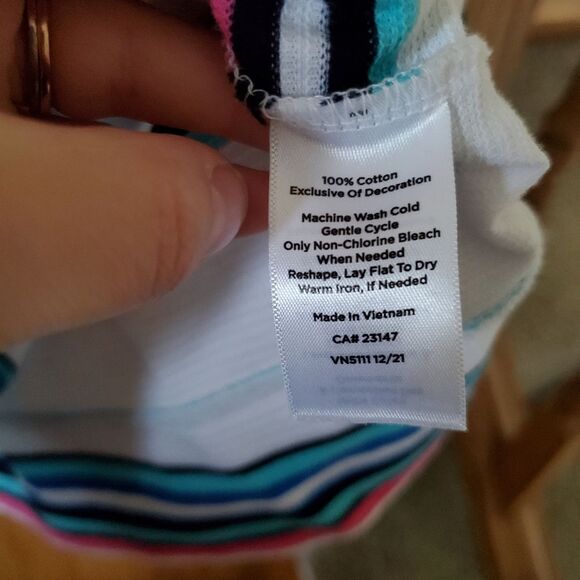 100% Cotton
Exclusive Of Decoration
Machine Wash Cold
Gentle Cycle
Only Non-Chlorine Bleach
When Needed
Reshape, Lay Flat To Dry
Warm Iron, If Needed
Made In Vietnam
CA# 23147
VN5111 12/21